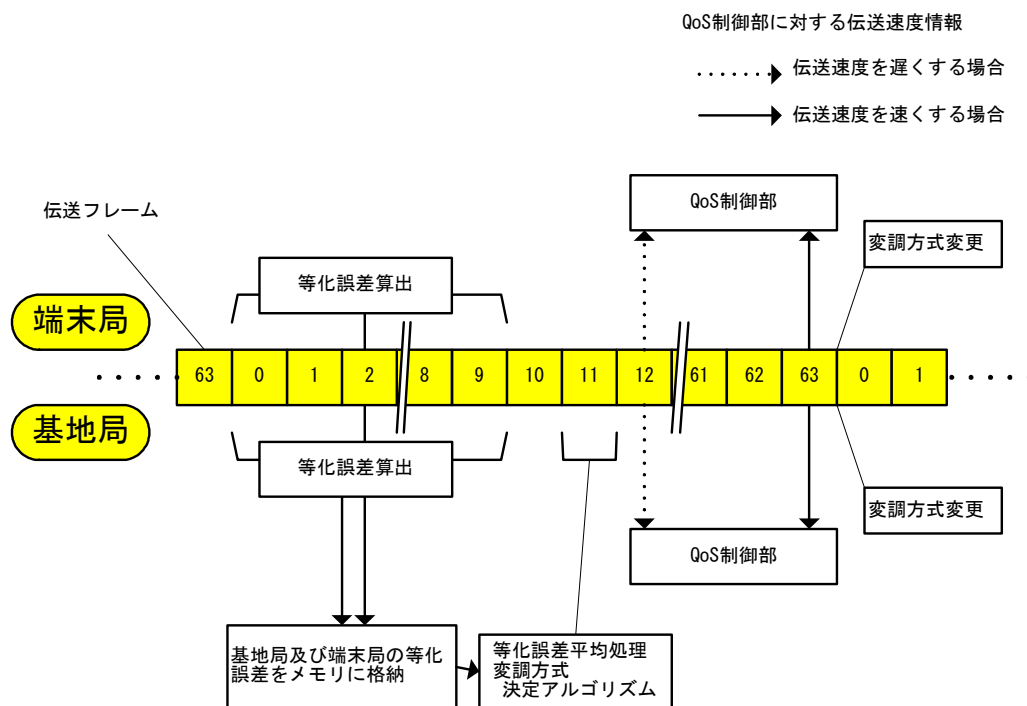 QoS制御部に対する伝送速度情報
伝送速度を遅くする場合
伝送速度を速くする場合
QoS制御部
伝送フレーム
変調方式変更
等化誤差算出
端末局
63 0 1 2 8 9 10 11 12 61 62 63 0 1
基地局
等化誤差算出
変調方式変更
QoS制御部
基地局及び端末局の等化
誤差をメモリに格納
等化誤差平均処理
変調方式
決定アルゴリズム